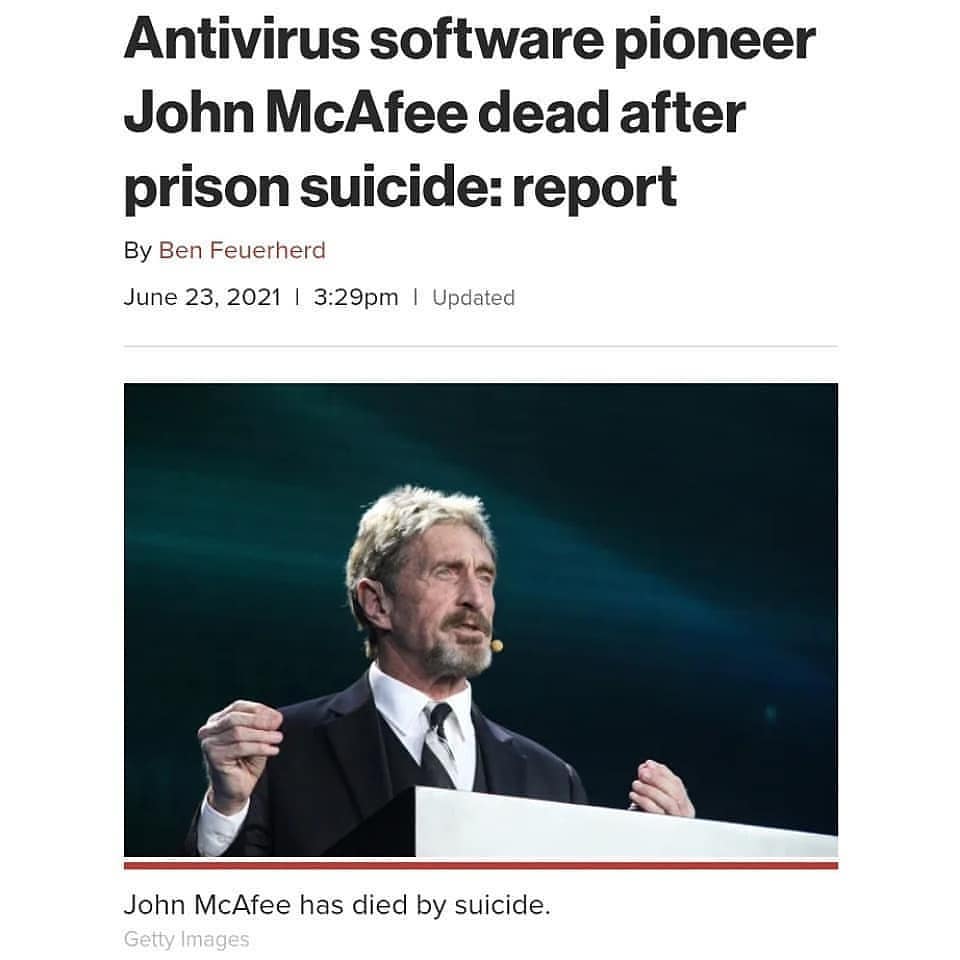 Antivirus software pioneer
John McAfee dead after
prison suicide: report
By Ben Feuerherd
June 23, 2021 | 3:29pm | Updated
John McAfee has died by suicide.
Getty Images